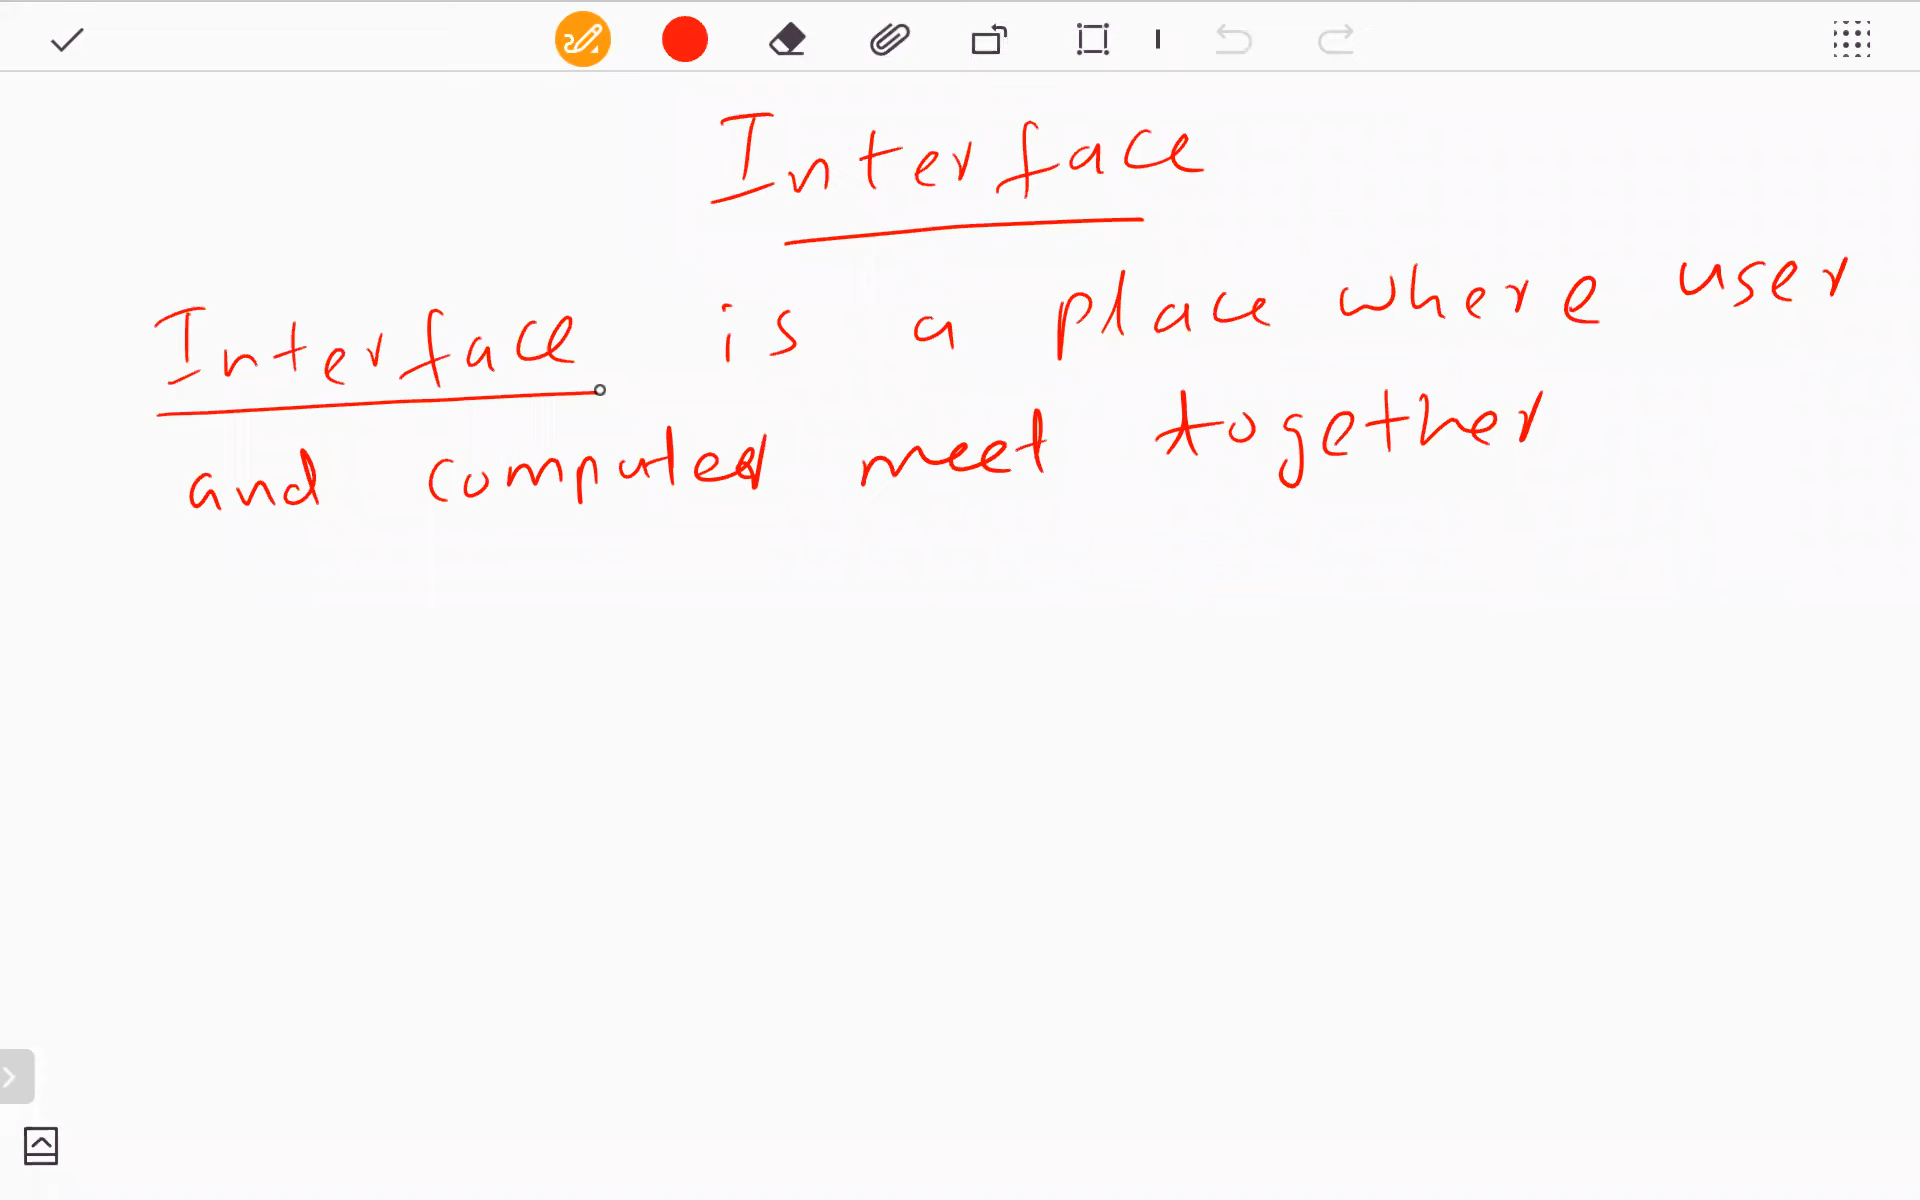 Interface
Interface is a place where user
and computer meet together